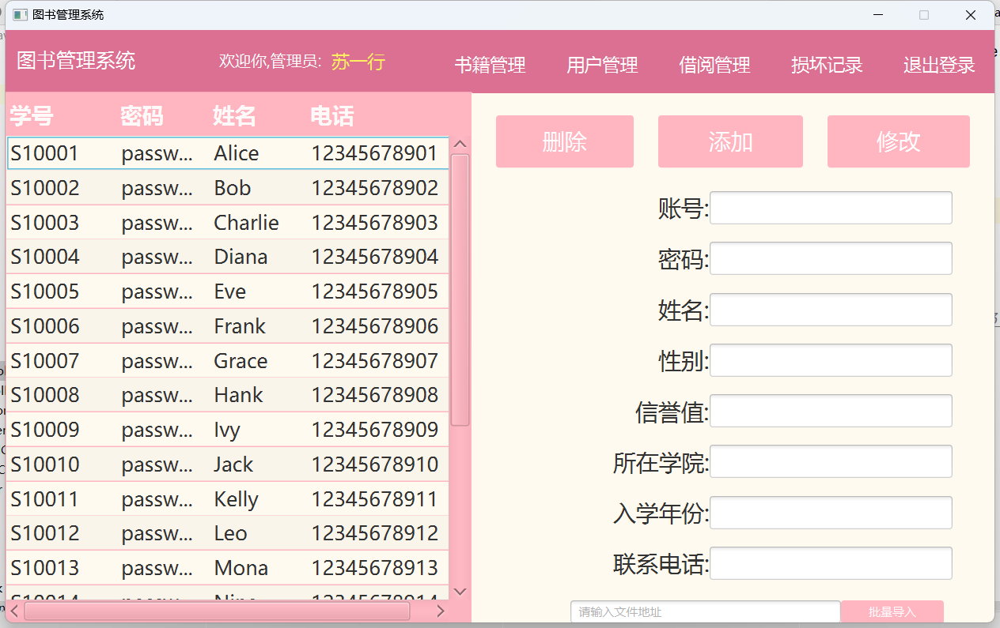 图书管理系统
图书管理系统 欢迎你,管理员: 苏一行 书籍管理 用户管理 借阅管理 损坏记录 退出登录
学号 密码 姓名 电话
S10001 passw... Alice 12345678901
S10002 passw... Bob 12345678902
S10003 passw... Charlie 12345678903
S10004 passw... Diana 12345678904
S10005 passw... Eve 12345678905
S10006 passw... Frank 12345678906
S10007 passw... Grace 12345678907
S10008 passw... Hank 12345678908
S10009 passw... Ivy 12345678909
S10010 passw... Jack 12345678910
S10011 passw... Kelly 12345678911
S10012 passw... Leo 12345678912
S10013 passw... Mona 12345678913
删除 添加 修改
账号:
密码:
姓名:
性别:
信誉值:
所在学院:
入学年份:
联系电话:
请输入文件地址 批量导入